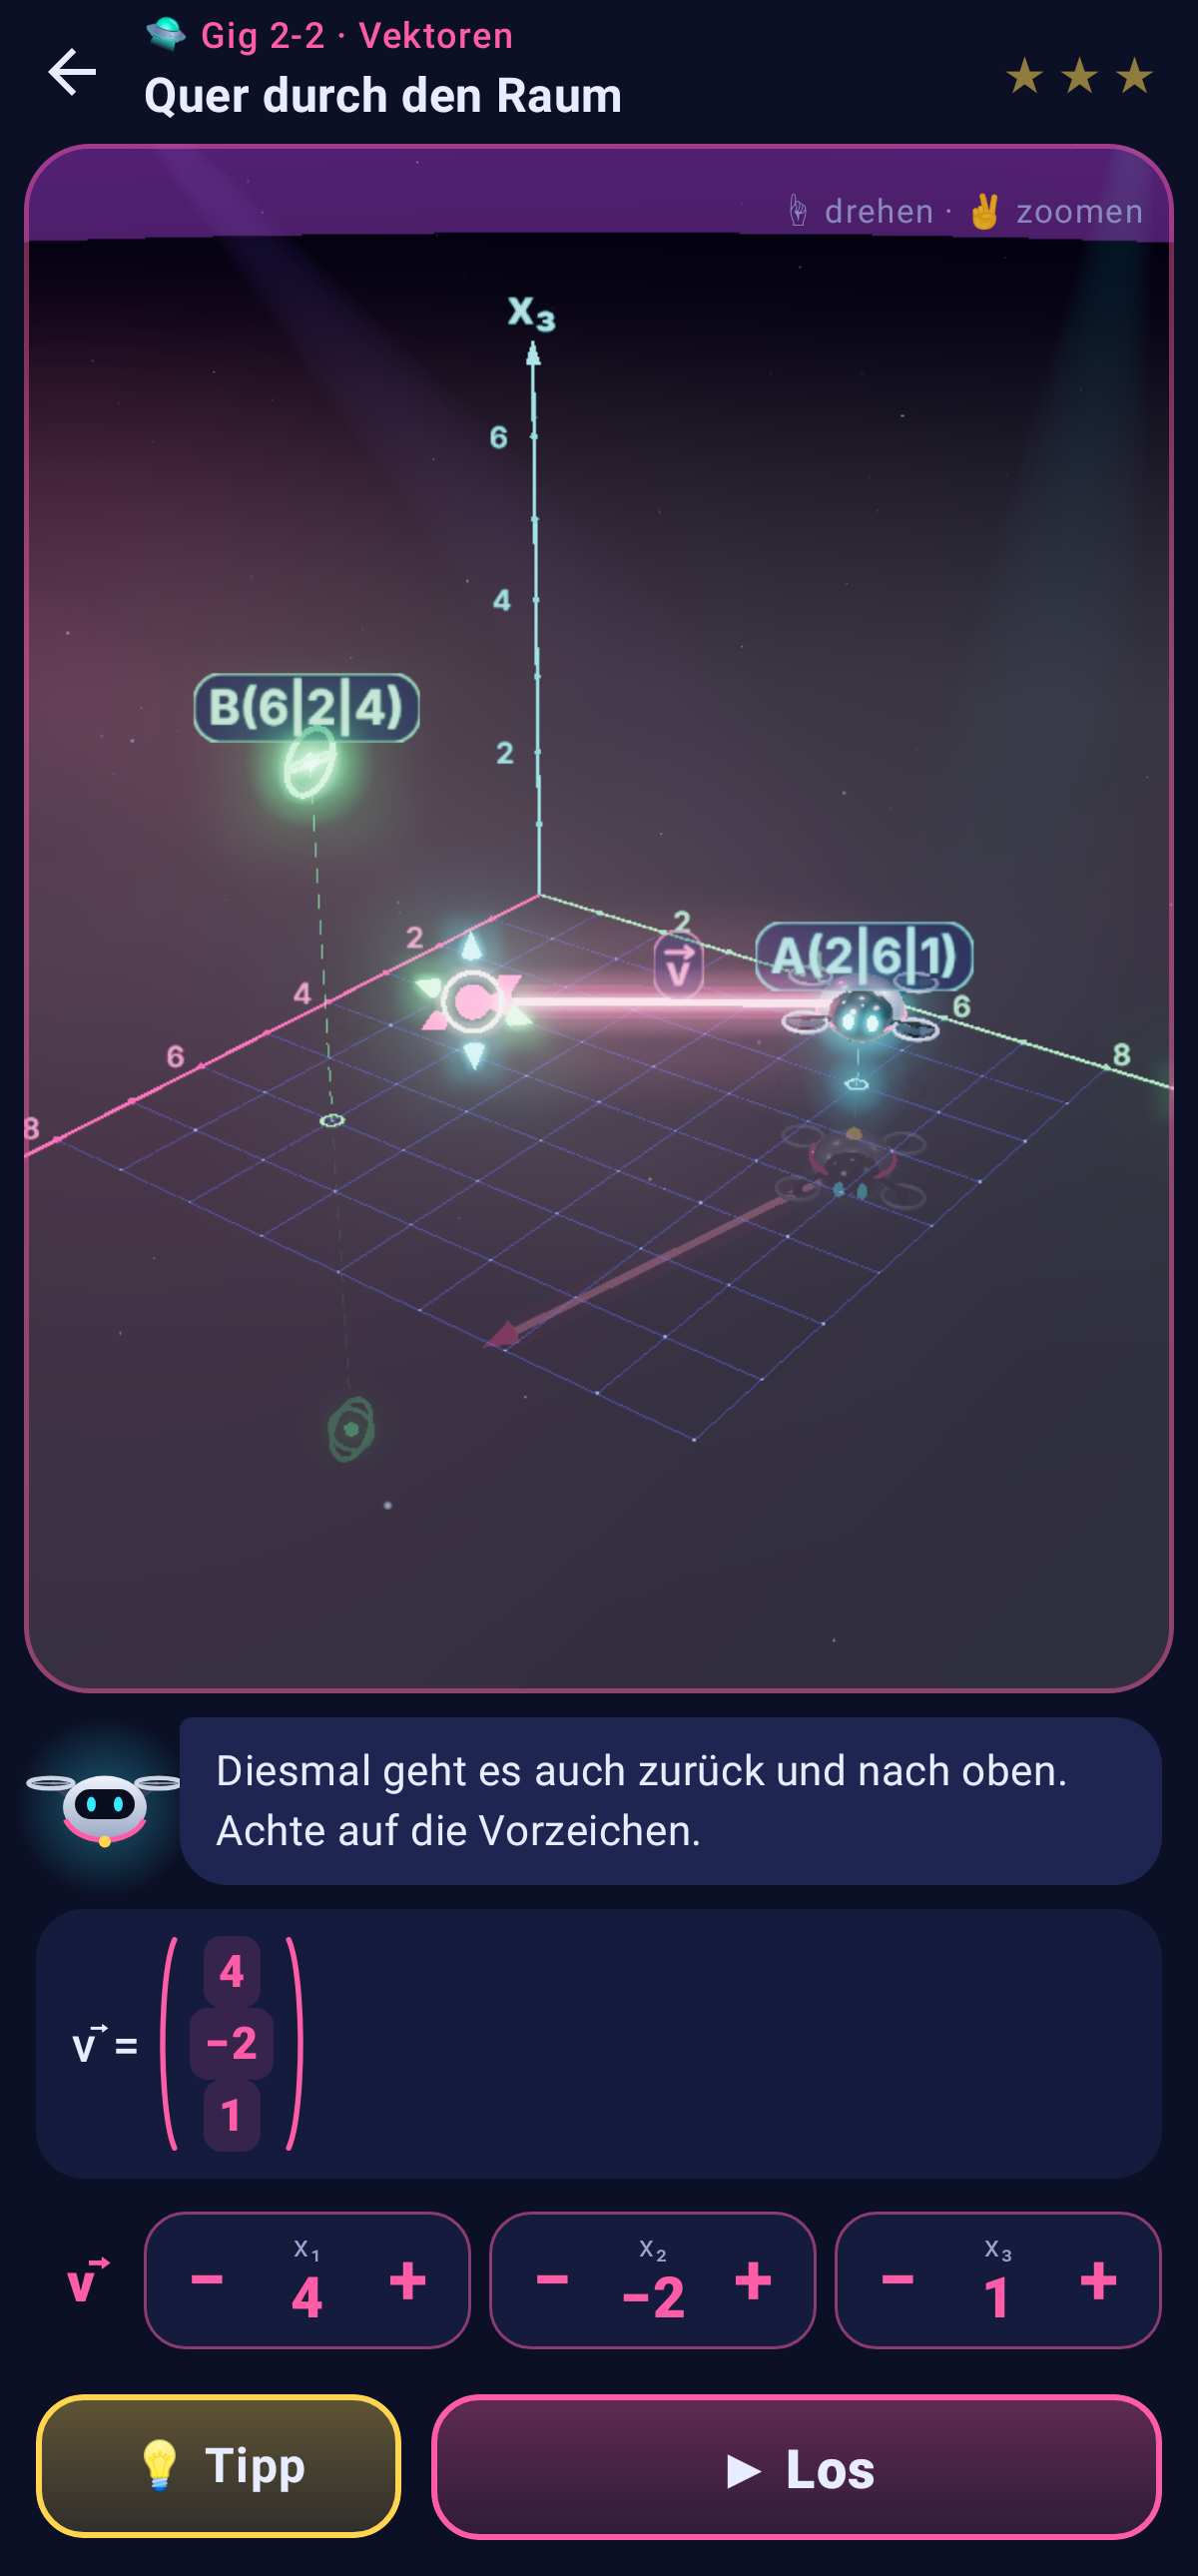 🛸 Gig 2-2 · Vektoren
Quer durch den Raum
★ ★ ★
☝ drehen · ✌ zoomen
x₃
6
4
2
B(6|2|4)
2
4
6
8
2
6
8
v⃗
A(2|6|1)
Diesmal geht es auch zurück und nach oben.
Achte auf die Vorzeichen.
v⃗ =
4
−2
1
v⃗
x₁
− 4 +
x₂
− −2 +
x₃
− 1 +
💡 Tipp
▶ Los